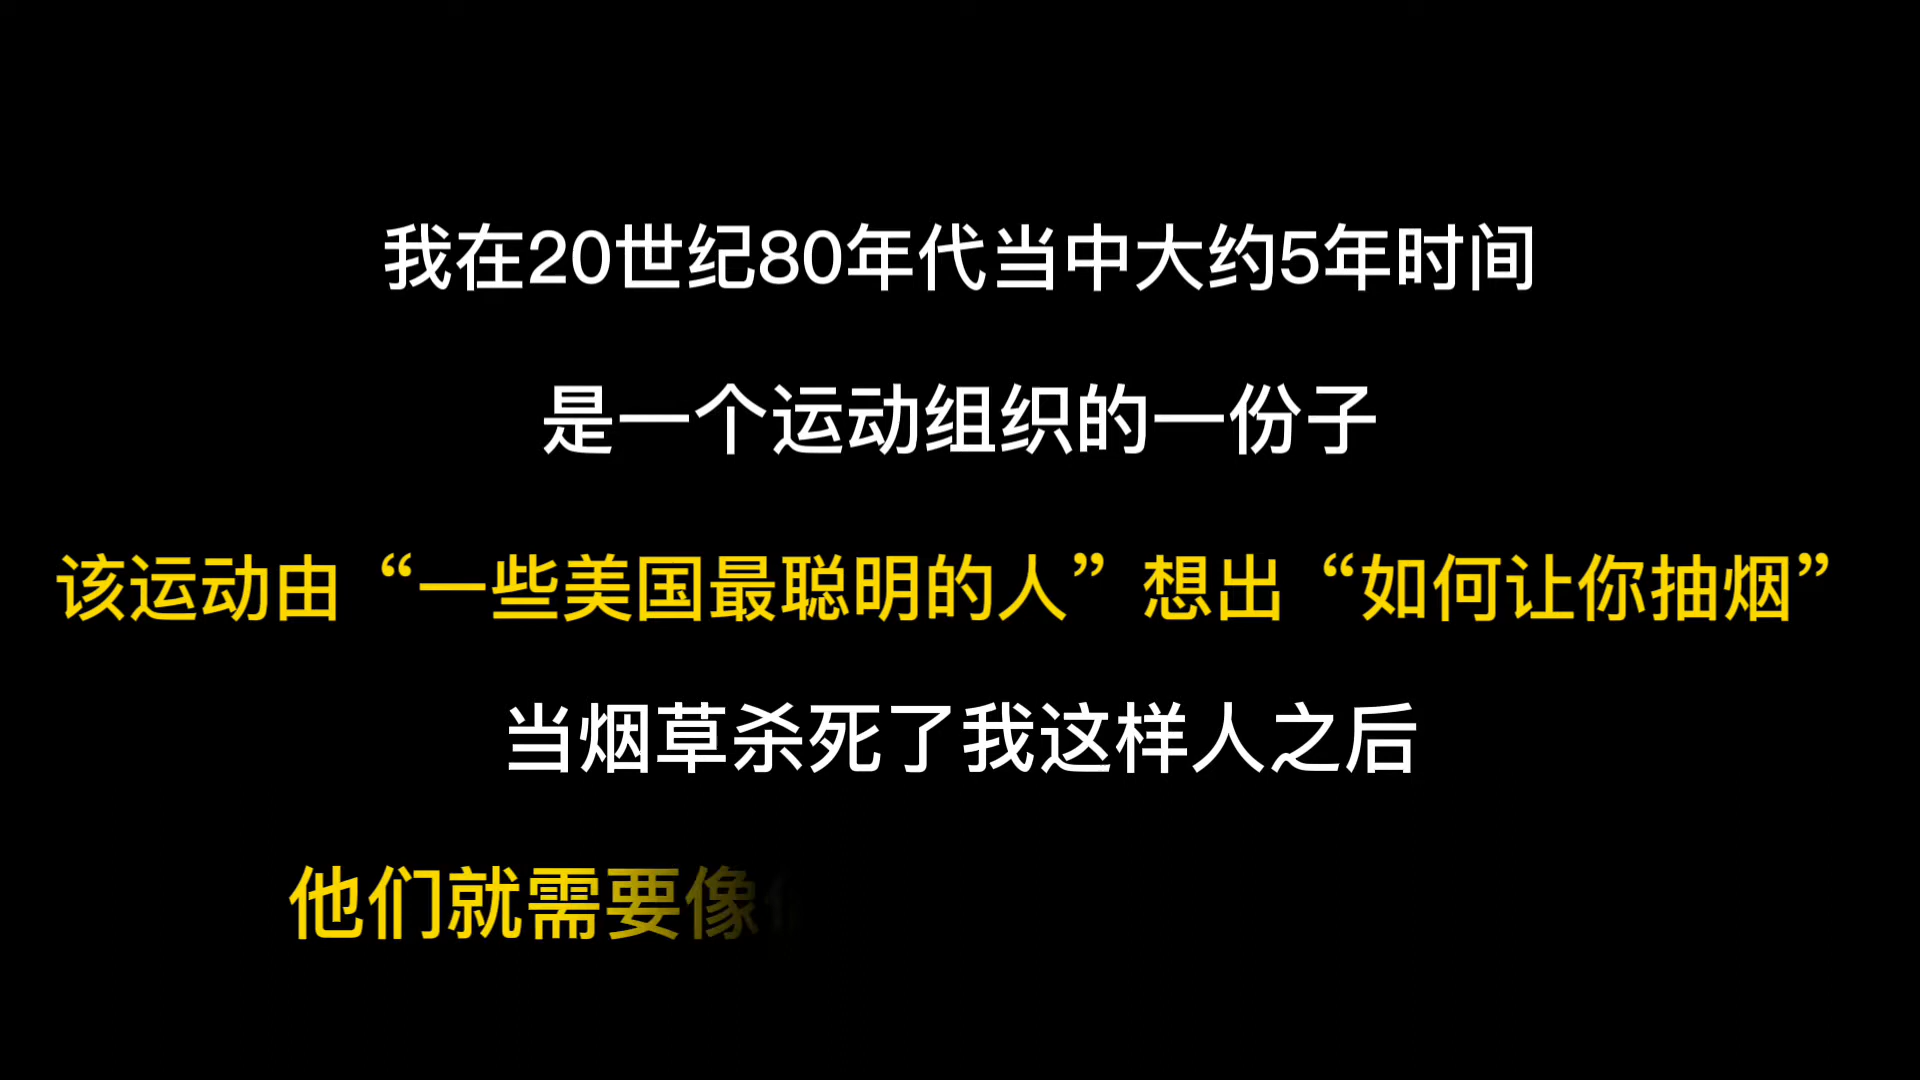 我在20世纪80年代当中大约5年时间
是一个运动组织的一份子
该运动由“一些美国最聪明的人”想出“如何让你抽烟”
当烟草杀死了我这样人之后
他们就需要像